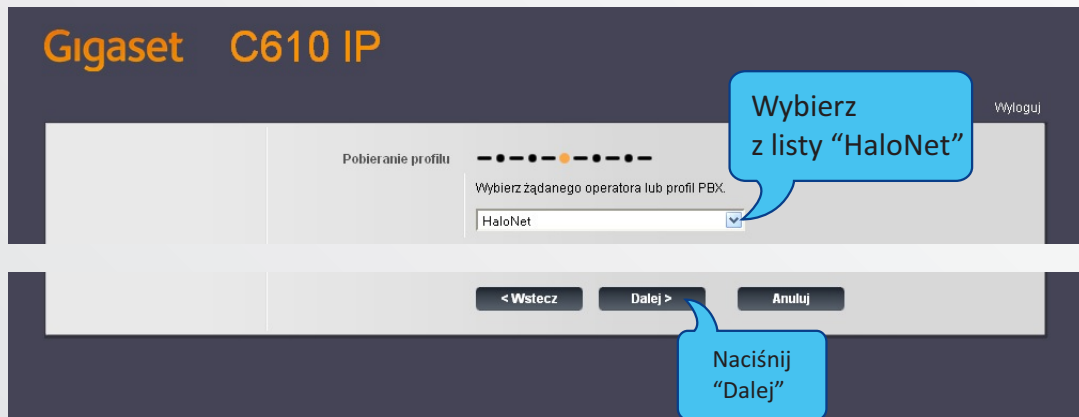 Gigaset C610 IP
Wyloguj
Wybierz
z listy “HaloNet”
Pobieranie profilu
Wybierz żądanego operatora lub profil PBX.
HaloNet
< Wstecz
Dalej >
Anuluj
Naciśnij
“Dalej”